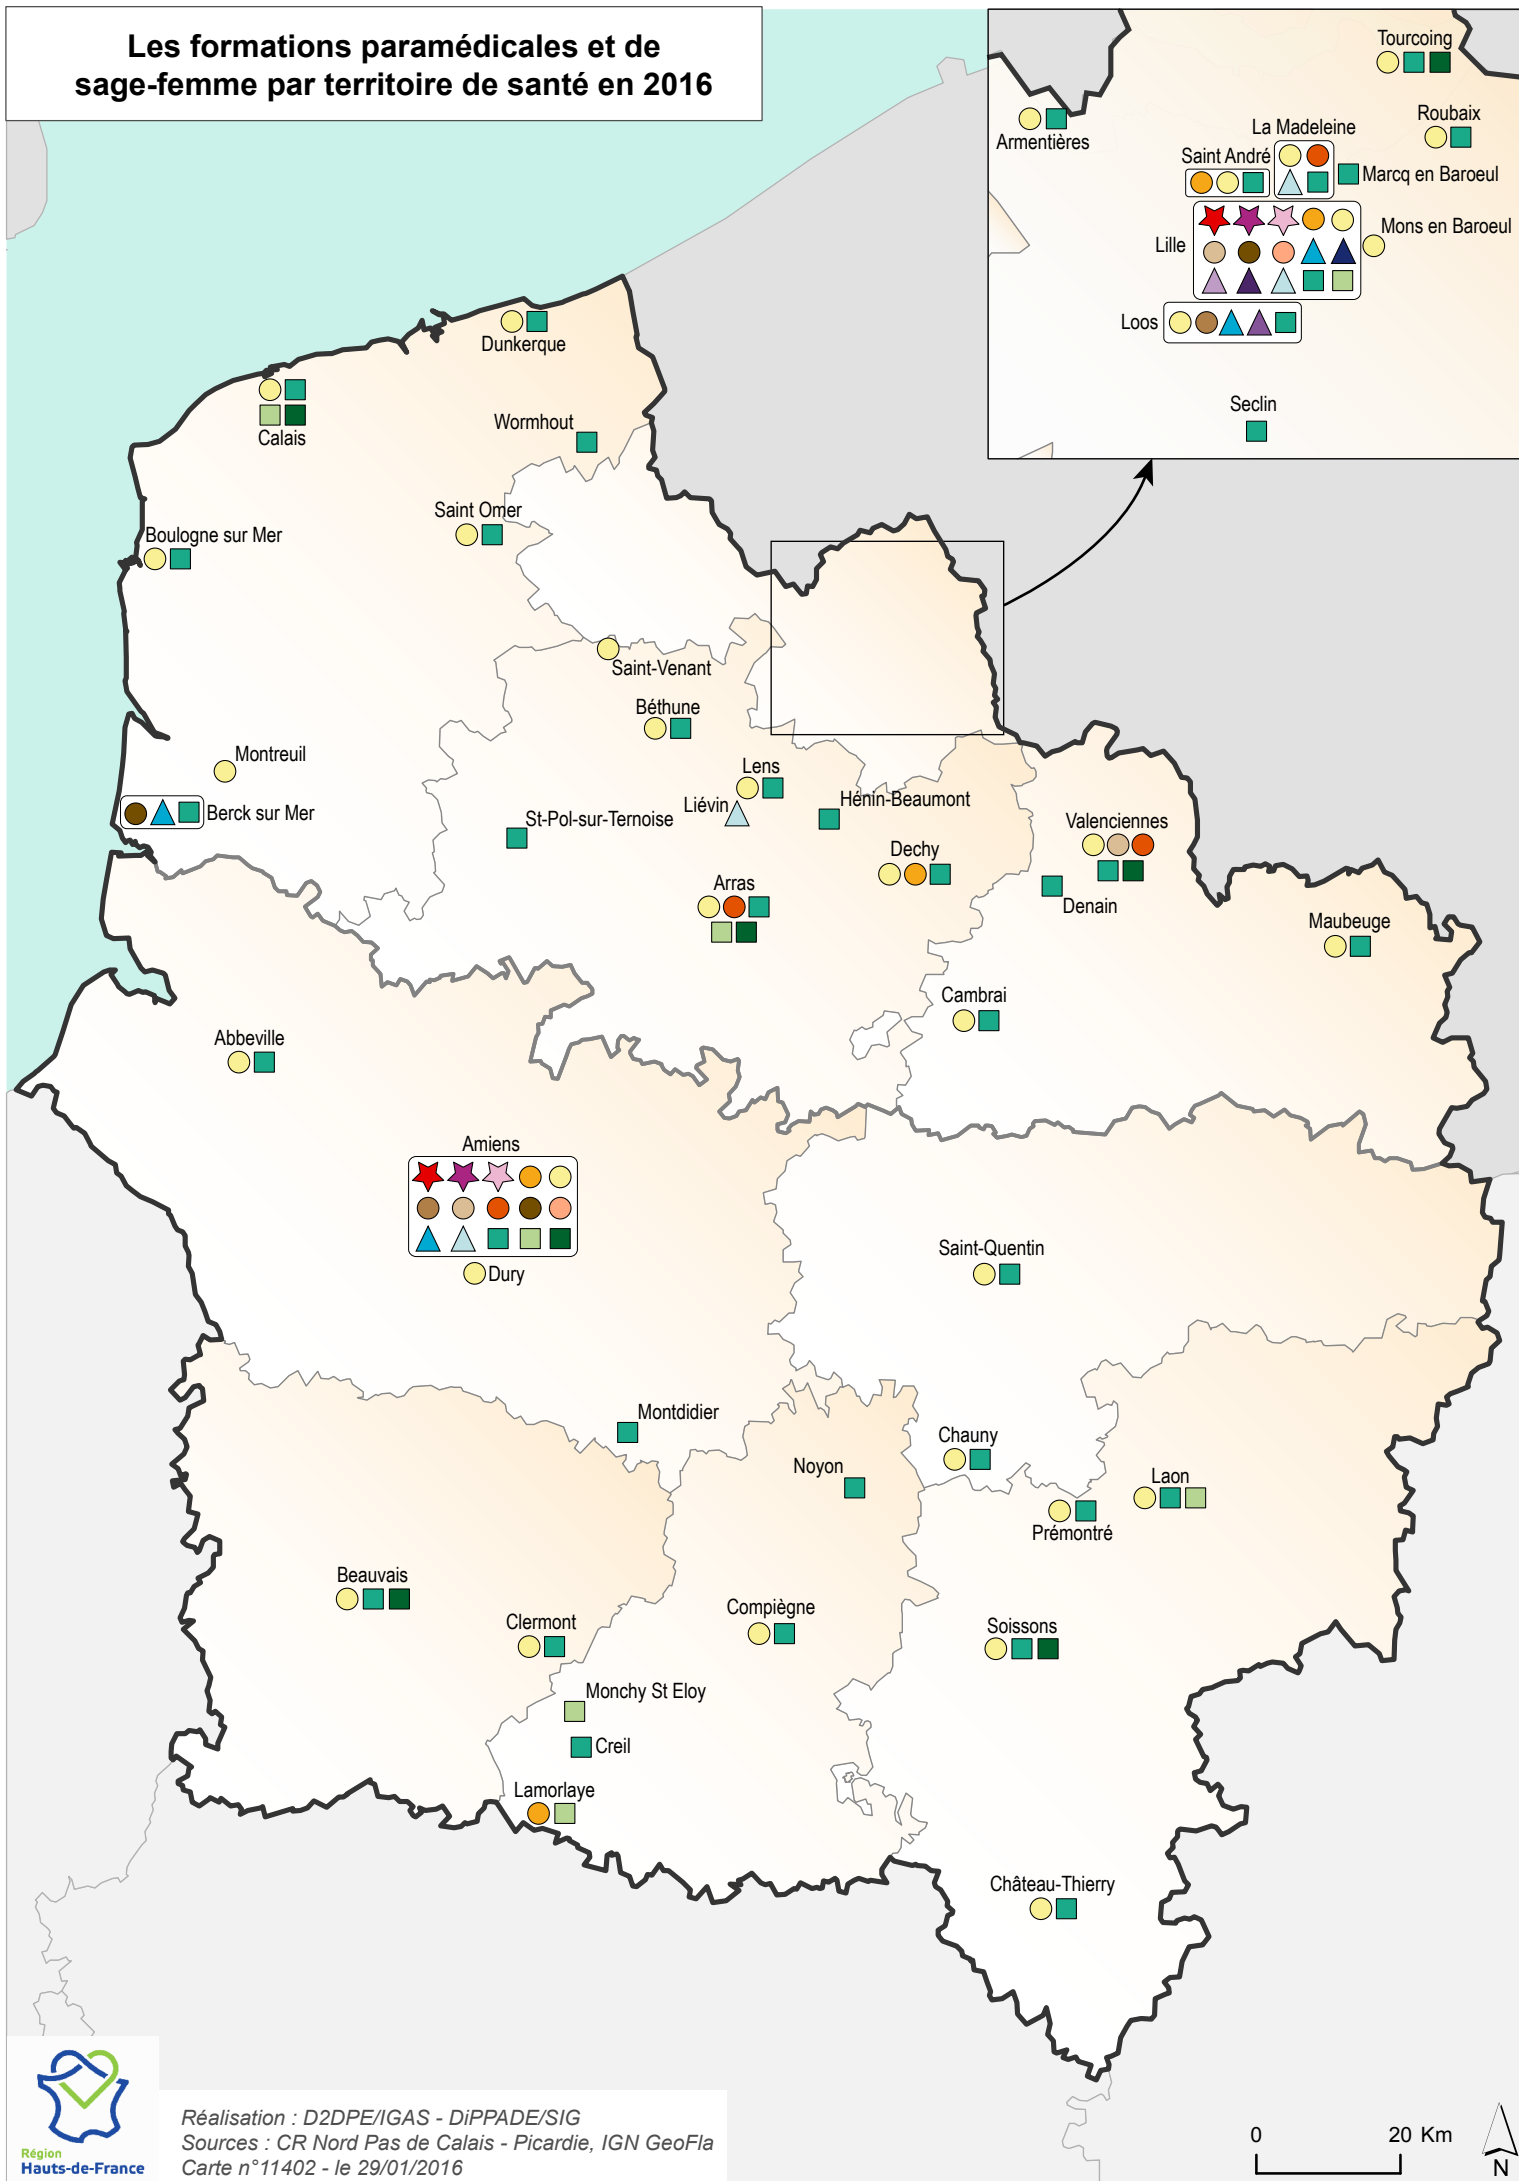 Les formations paramédicales et de
sage-femme par territoire de santé en 2016
Tourcoing
Armentières
Roubaix
La Madeleine
Saint André
Marcq en Baroeul
Mons en Baroeul
Lille
Loos
Seclin
Dunkerque
Calais
Wormhout
Saint Omer
Boulogne sur Mer
Saint-Venant
Béthune
Montreuil
Lens
Berck sur Mer
Liévin
Hénin-Beaumont
St-Pol-sur-Ternoise
Valenciennes
Dechy
Arras
Denain
Maubeuge
Cambrai
Abbeville
Amiens
Dury
Saint-Quentin
Montdidier
Chauny
Noyon
Laon
Prémontré
Beauvais
Clermont
Compiègne
Soissons
Monchy St Eloy
Creil
Lamorlaye
Château-Thierry
Région
Hauts-de-France
Réalisation : D2DPE/IGAS - DiPPADE/SIG
Sources : CR Nord Pas de Calais - Picardie, IGN GeoFla
Carte n°11402 - le 29/01/2016
0 20 Km
N